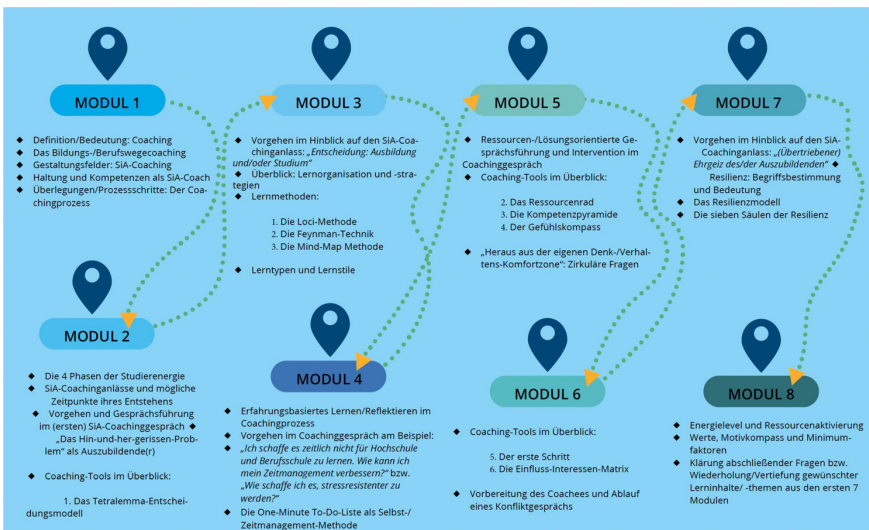 MODUL 1
◆ Definition/Bedeutung: Coaching
◆ Das Bildungs-/Berufswegecoaching
◆ Gestaltungsfelder: SiA-Coaching
◆ Haltung und Kompetenzen als SiA-Coach
◆ Überlegungen/Prozessschritte: Der Coa-
chingprozess
MODUL 2
◆ Die 4 Phasen der Studierenergie
◆ SiA-Coachinganlässe und mögliche
Zeitpunkte ihres Entstehens
◆ Vorgehen und Gesprächsführung
im (ersten) SiA-Coachinggespräch ◆
„Das Hin-und-her-gerissen-Prob-
lem“ als Auszubildende(r)
◆ Coaching-Tools im Überblick:
1. Das Tetralemma-Entschei-
dungsmodell
MODUL 3
◆ Vorgehen im Hinblick auf den SiA-Coa-
chinganlass: „Entscheidung: Ausbildung
und/oder Studium“
◆ Überblick: Lernorganisation und -stra-
tegien
◆ Lernmethoden:
1. Die Loci-Methode
2. Die Feynman-Technik
3. Die Mind-Map Methode
◆ Lerntypen und Lernstile
MODUL 4
◆ Erfahrungsbasiertes Lernen/Reflektieren im
Coachingprozess
◆ Vorgehen im Coachinggespräch am Beispiel:
◆ „Ich schaffe es zeitlich nicht für Hochschule
und Berufsschule zu lernen. Wie kann ich
mein Zeitmanagement verbessern?“ bzw.
„Wie schaffe ich es, stressresistenter zu
werden?“
◆ Die One-Minute To-Do-Liste als Selbst-/
Zeitmanagement-Methode
MODUL 5
◆ Ressourcen-/Lösungsorientierte Ge-
sprächsführung und Intervention im
Coachinggespräch
◆ Coaching-Tools im Überblick:
2. Das Ressourcenrad
3. Die Kompetenzpyramide
4. Der Gefühlskompass
◆ „Heraus aus der eigenen Denk-/Verhal-
tens-Komfortzone“: Zirkuläre Fragen
MODUL 6
◆ Coaching-Tools im Überblick:
5. Der erste Schritt
6. Die Einfluss-Interessen-Matrix
◆ Vorbereitung des Coachees und Ablauf
eines Konfliktgesprächs
MODUL 7
◆ Vorgehen im Hinblick auf den SiA-
Coachinganlass: „(Übertriebener)
Ehrgeiz des/der Auszubildenden“ ◆
Resilienz: Begriffsbestimmung
und Bedeutung
◆ Das Resilienzmodell
◆ Die sieben Säulen der Resilienz
MODUL 8
◆ Energielevel und Ressourcenaktivierung
◆ Werte, Motivkompass und Minimum-
faktoren
◆ Klärung abschließender Fragen bzw.
Wiederholung/Vertiefung gewünschter
Lerninhalte/ -themen aus den ersten 7
Modulen